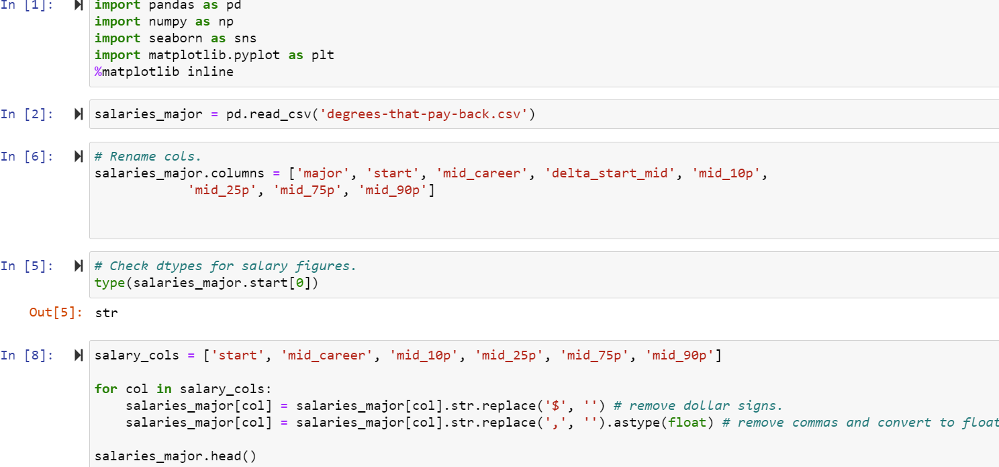 In [1]: import pandas as pd
import numpy as np
import seaborn as sns
import matplotlib.pyplot as plt
%matplotlib inline
In [2]: salaries_major = pd.read_csv('degrees-that-pay-back.csv')
In [6]: # Rename cols.
salaries_major.columns = ['major', 'start', 'mid_career', 'delta_start_mid', 'mid_10p',
            'mid_25p', 'mid_75p', 'mid_90p']
In [5]: # Check dtypes for salary figures.
type(salaries_major.start[0])
Out[5]: str
In [8]: salary_cols = ['start', 'mid_career', 'mid_10p', 'mid_25p', 'mid_75p', 'mid_90p']
for col in salary_cols:
    salaries_major[col] = salaries_major[col].str.replace('$', '') # remove dollar signs.
    salaries_major[col] = salaries_major[col].str.replace(',', '').astype(float) # remove commas and convert to float
salaries_major.head()